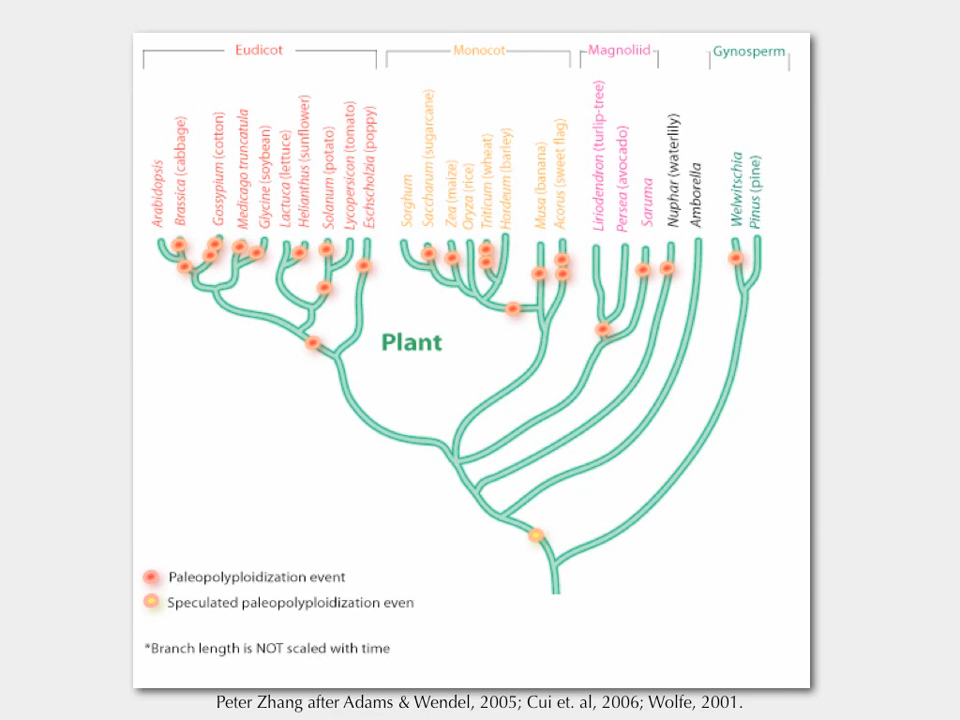 Eudicot
Monocot
Magnoliid
Gynosperm
Arabidopsis
Brassica (cabbage)
Gossypium (cotton)
Medicago truncatula
Glycine (soybean)
Lactuca (lettuce)
Helianthus (sunflower)
Solanum (potato)
Lycopersicon (tomato)
Eschscholzia (poppy)
Sorghum
Saccharum (sugarcane)
Zea (maize)
Oryza (rice)
Triticum (wheat)
Hordeum (barley)
Musa (banana)
Acorus (sweet flag)
Liriodendron (turlip-tree)
Persea (avocado)
Saruma
Nuphar (waterlily)
Amborella
Welwitschia
Pinus (pine)
Plant
Paleopolyploidization event
Speculated paleopolyploidization even
*Branch length is NOT scaled with time
Peter Zhang after Adams & Wendel, 2005; Cui et. al, 2006; Wolfe, 2001.